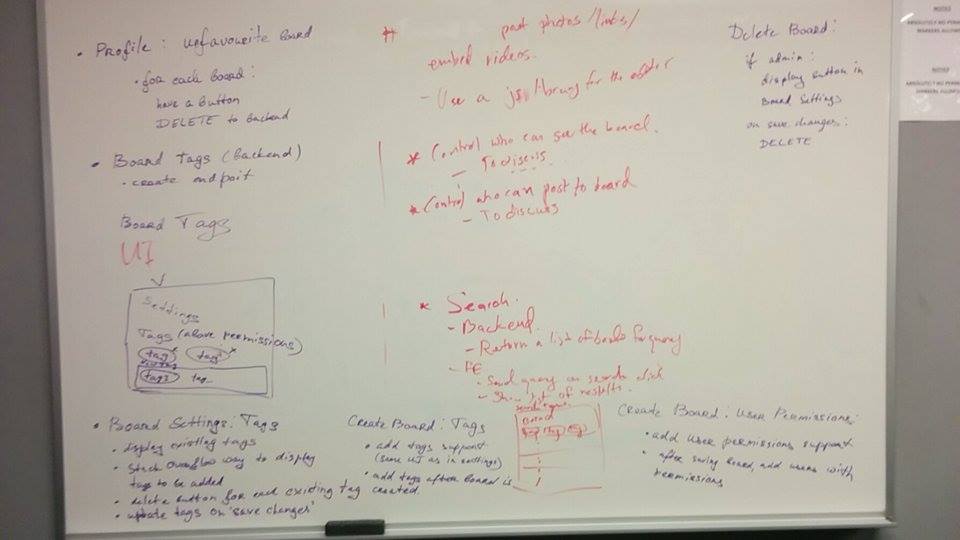 • Profile: unfavourite board
• for each board:
have a button
DELETE to backend
• Board tags (backend)
• create endpoit
Board Tags
UI
Settings
Tags (above permissions)
tag x tag x
new tag
tags tag...
• Board Settings: Tags
• display existing tags
• Stack overflow way to display
tag to be added
• delete button for each existing tag
• update tags on 'save changes'
# post photos/links/
embed videos.
- Use a js library for the editor
* Control who can see the board.
- To discuss
* Control who can post to board
- To discuss
* Search.
- Backend
- Return a list of boards for query
- FE
- Send query on search click
- Show list of results.
Board
tag tag tag
Create Board: Tags
• add tags support
(same UI as in settings)
• add tags after board is
created
Delete Board:
if admin:
display button in
Board Settings
on save changes:
DELETE
Create Board: User Permissions:
• add user permissions support
• after saving board, add users with
permissions
NOTICE
ABSOLUTELY NO PERMANENT
MARKERS ALLOWED
NOTICE
ABSOLUTELY NO PERMANENT
MARKERS ALLOWED